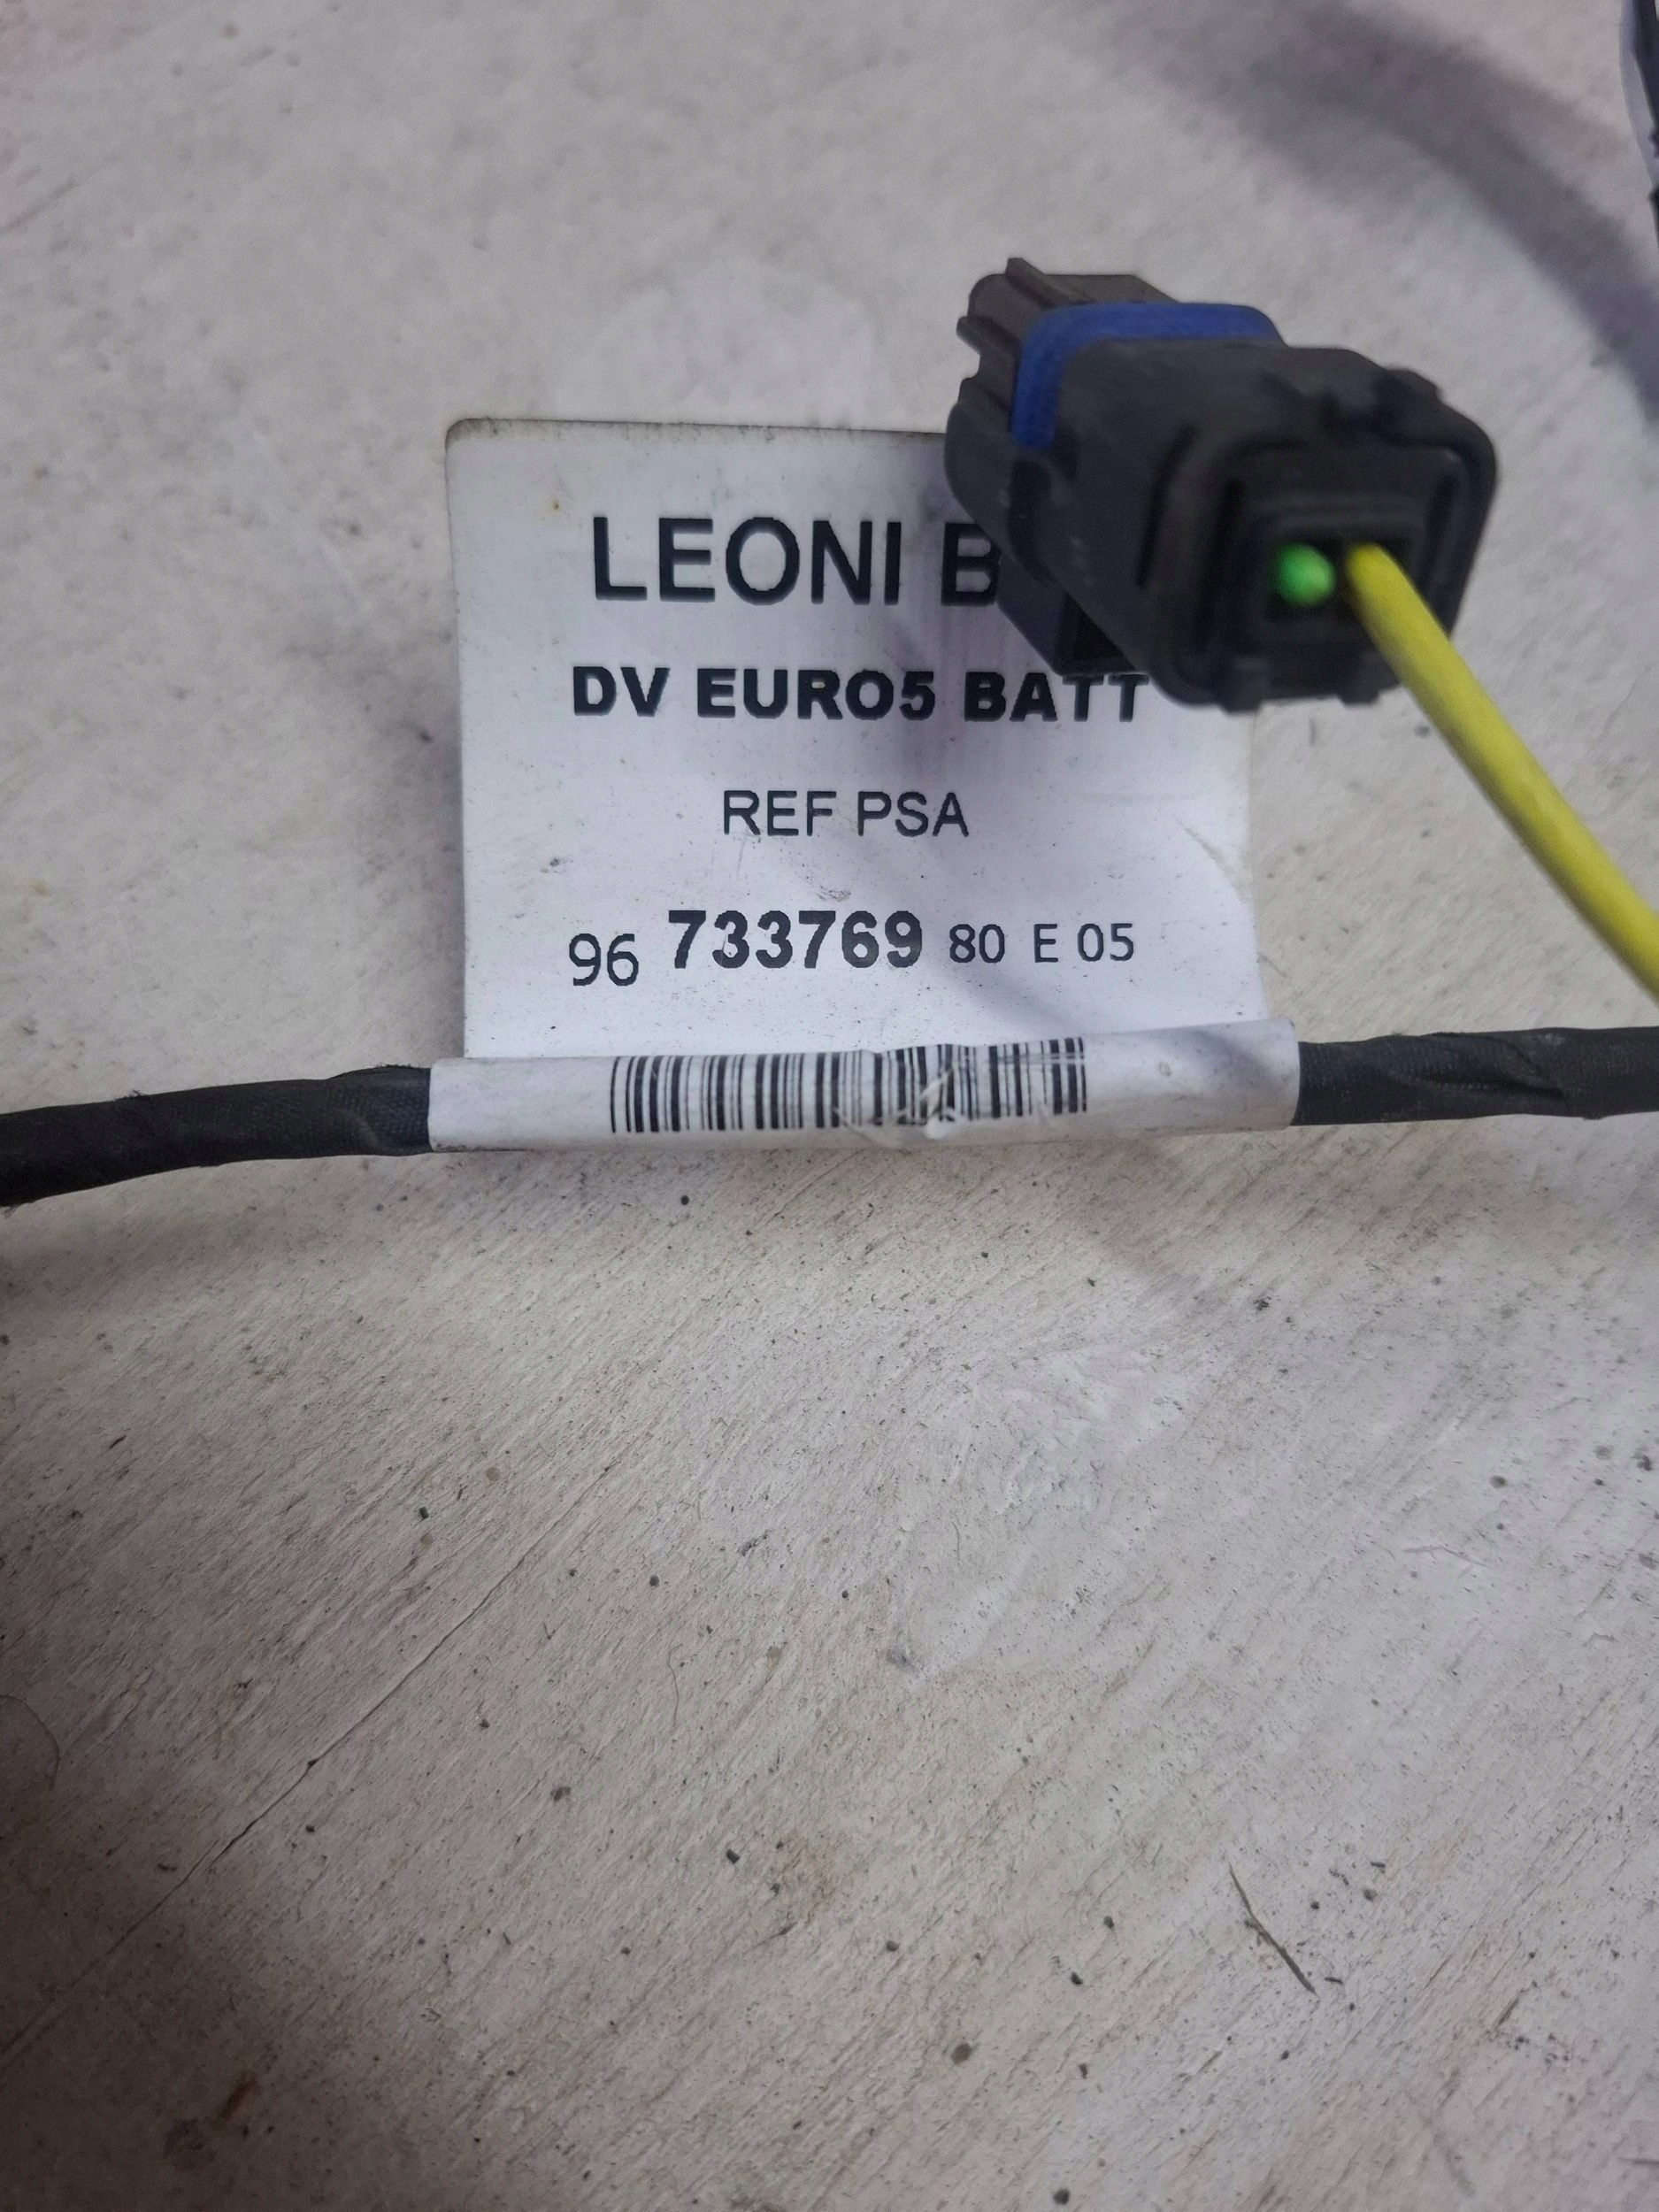 LEONI
DV EURO5 BATT
REF PSA
96 733769 80 E 05